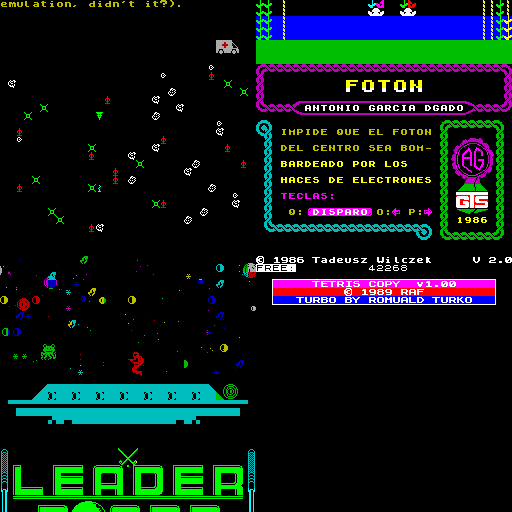 emulation, didn't it?).
FOTON
ANTONIO GARCIA DGADO
IMPIDE QUE EL FOTON
DEL CENTRO SEA BOM-
BARDEADO POR LOS
HACES DE ELECTRONES
TECLAS:
0: DISPARO O:← P:→
AG
GTS
1986
© 1986 Tadeusz Wilczek V 2.0
FREE: 42268
TETRIS COPY v1.00
© 1989 RAF
TURBO BY ROMUALD TURKO
LEADER